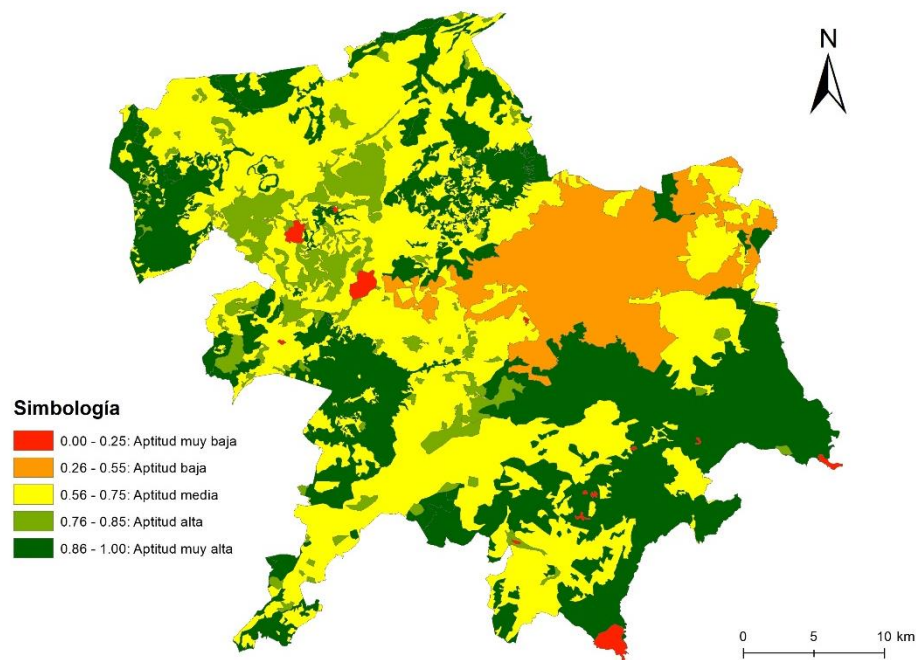 N
Simbología
0.00 - 0.25: Aptitud muy baja
0.26 - 0.55: Aptitud baja
0.56 - 0.75: Aptitud media
0.76 - 0.85: Aptitud alta
0.86 - 1.00: Aptitud muy alta
0 5 10 km